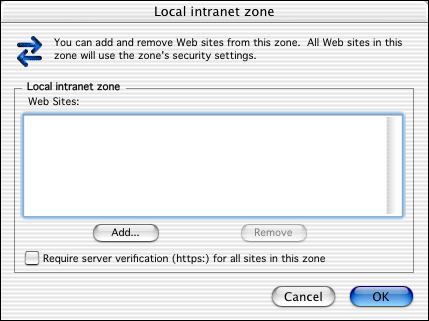 Local intranet zone
You can add and remove Web sites from this zone.  All Web sites in this
zone will use the zone's security settings.
Local intranet zone
Web Sites:
Add...
Remove
Require server verification (https:) for all sites in this zone
Cancel
OK